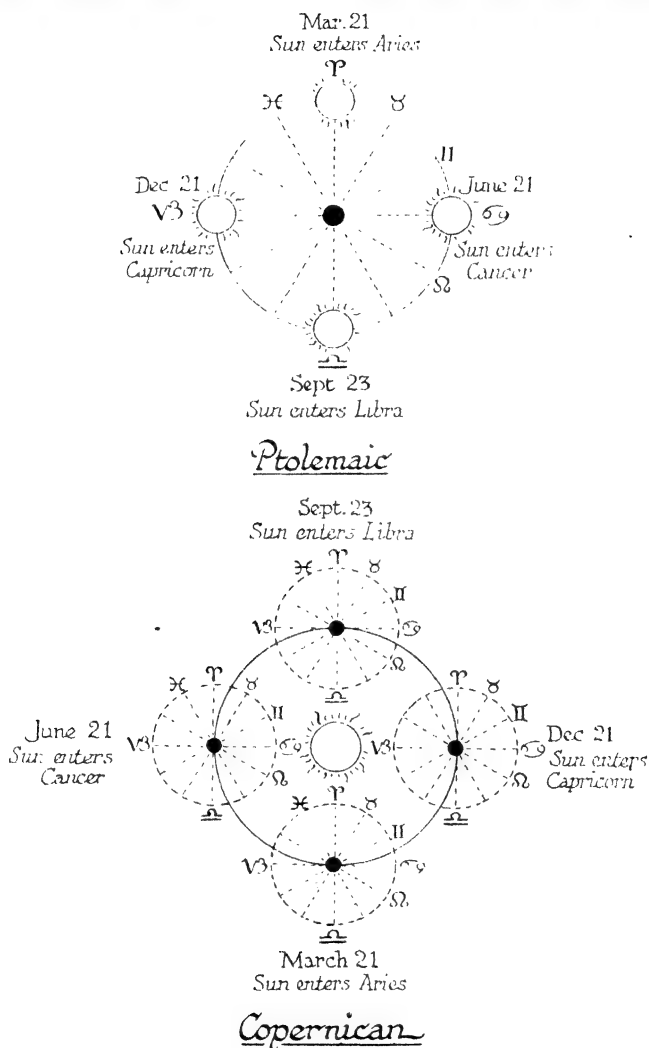 Mar. 21
Sun enters Aries
♈
♓ ♉
♊
Dec 21 June 21
♑ ♋
Sun enters Sun enters
Capricorn Cancer
♌
♎
Sept 23
Sun enters Libra
Ptolemaic
Sept. 23
Sun enters Libra
♓ ♈ ♉
♊
♑ ♋
♌
♎
♓ ♈ ♉ ♈ ♉
June 21 ♊ ♊ Dec 21
Sun enters ♑ ♋ ♑ ♋ Sun enters
Cancer ♌ ♌ Capricorn
♎ ♎
♓ ♈ ♉
♊
♑ ♋
♌
♎
March 21
Sun enters Aries
Copernican